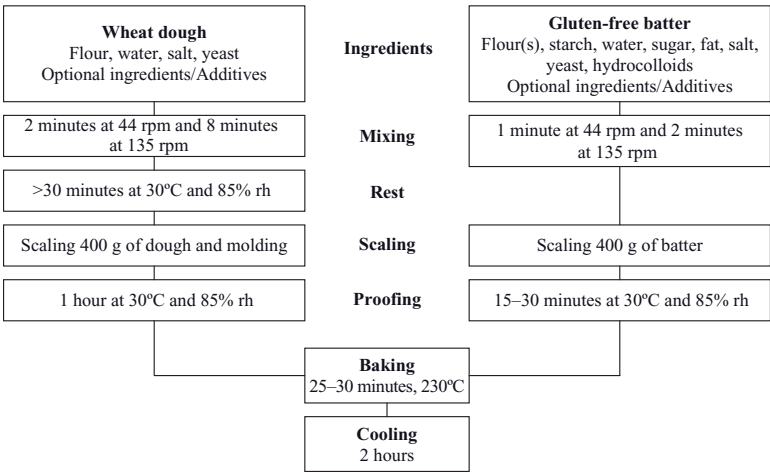 Wheat dough
Flour, water, salt, yeast
Optional ingredients/Additives
Ingredients
Gluten-free batter
Flour(s), starch, water, sugar, fat, salt,
yeast, hydrocolloids
Optional ingredients/Additives
2 minutes at 44 rpm and 8 minutes
at 135 rpm
Mixing
1 minute at 44 rpm and 2 minutes
at 135 rpm
>30 minutes at 30ºC and 85% rh
Rest
Scaling 400 g of dough and molding
Scaling
Scaling 400 g of batter
1 hour at 30ºC and 85% rh
Proofing
15–30 minutes at 30ºC and 85% rh
Baking
25–30 minutes, 230ºC
Cooling
2 hours